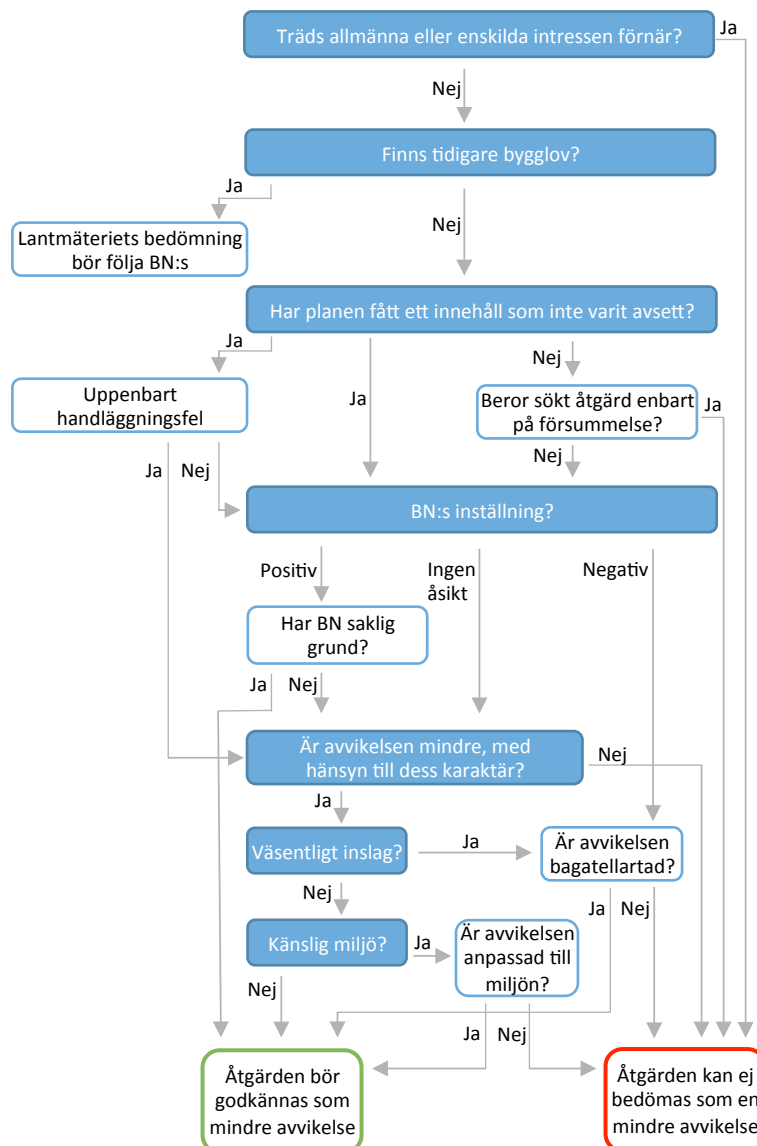 Träds allmänna eller enskilda intressen förnär?
Ja
Nej
Finns tidigare bygglov?
Ja
Lantmäteriets bedömning
bör följa BN:s
Nej
Har planen fått ett innehåll som inte varit avsett?
Ja
Nej
Uppenbart
handläggningsfel
Ja
Beror sökt åtgärd enbart
på försummelse?
Ja
Ja
Nej
Nej
BN:s inställning?
Positiv
Ingen
åsikt
Negativ
Har BN saklig
grund?
Ja
Nej
Är avvikelsen mindre, med
hänsyn till dess karaktär?
Nej
Ja
Väsentligt inslag?
Ja
Är avvikelsen
bagatellartad?
Nej
Ja
Nej
Känslig miljö?
Ja
Är avvikelsen
anpassad till
miljön?
Nej
Ja
Nej
Åtgärden bör
godkännas som
mindre avvikelse
Åtgärden kan ej
bedömas som en
mindre avvikelse